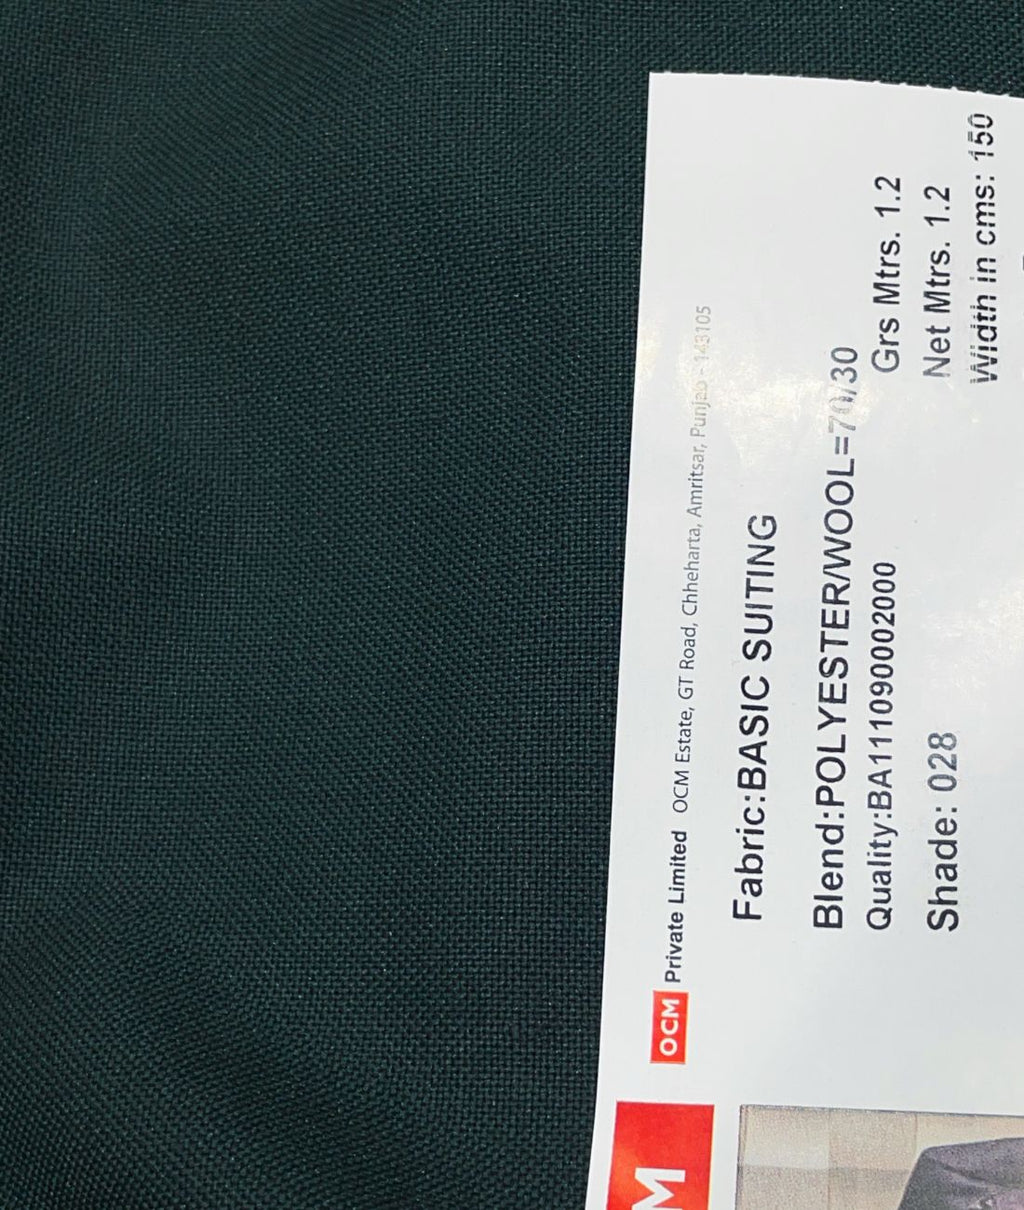 OCM Private Limited OCM Estate, GT Road, Chheharta, Amritsar, Punjab - 143105
Fabric:BASIC SUITING
Blend:POLYESTER/WOOL=70/30
Quality:BA111090002000
Grs Mtrs. 1.2
Shade: 028
Net Mtrs. 1.2
Width in cms: 150
M